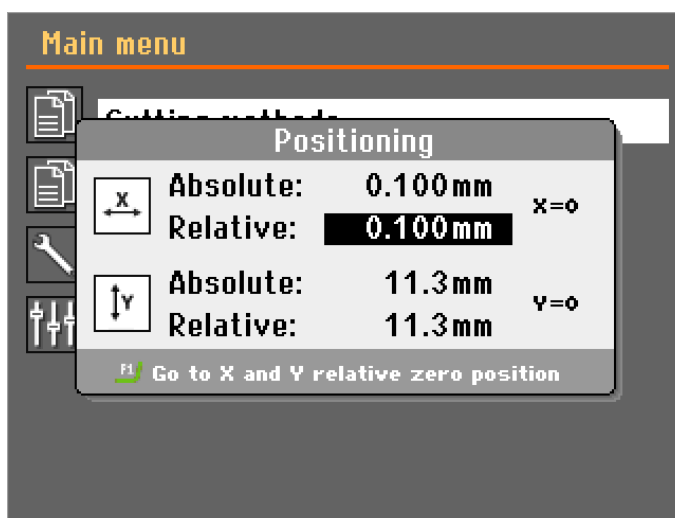 Main menu
Positioning
X
Absolute: 0.100mm
X=0
Relative: 0.100mm
Y
Absolute: 11.3mm
Y=0
Relative: 11.3mm
F1 Go to X and Y relative zero position